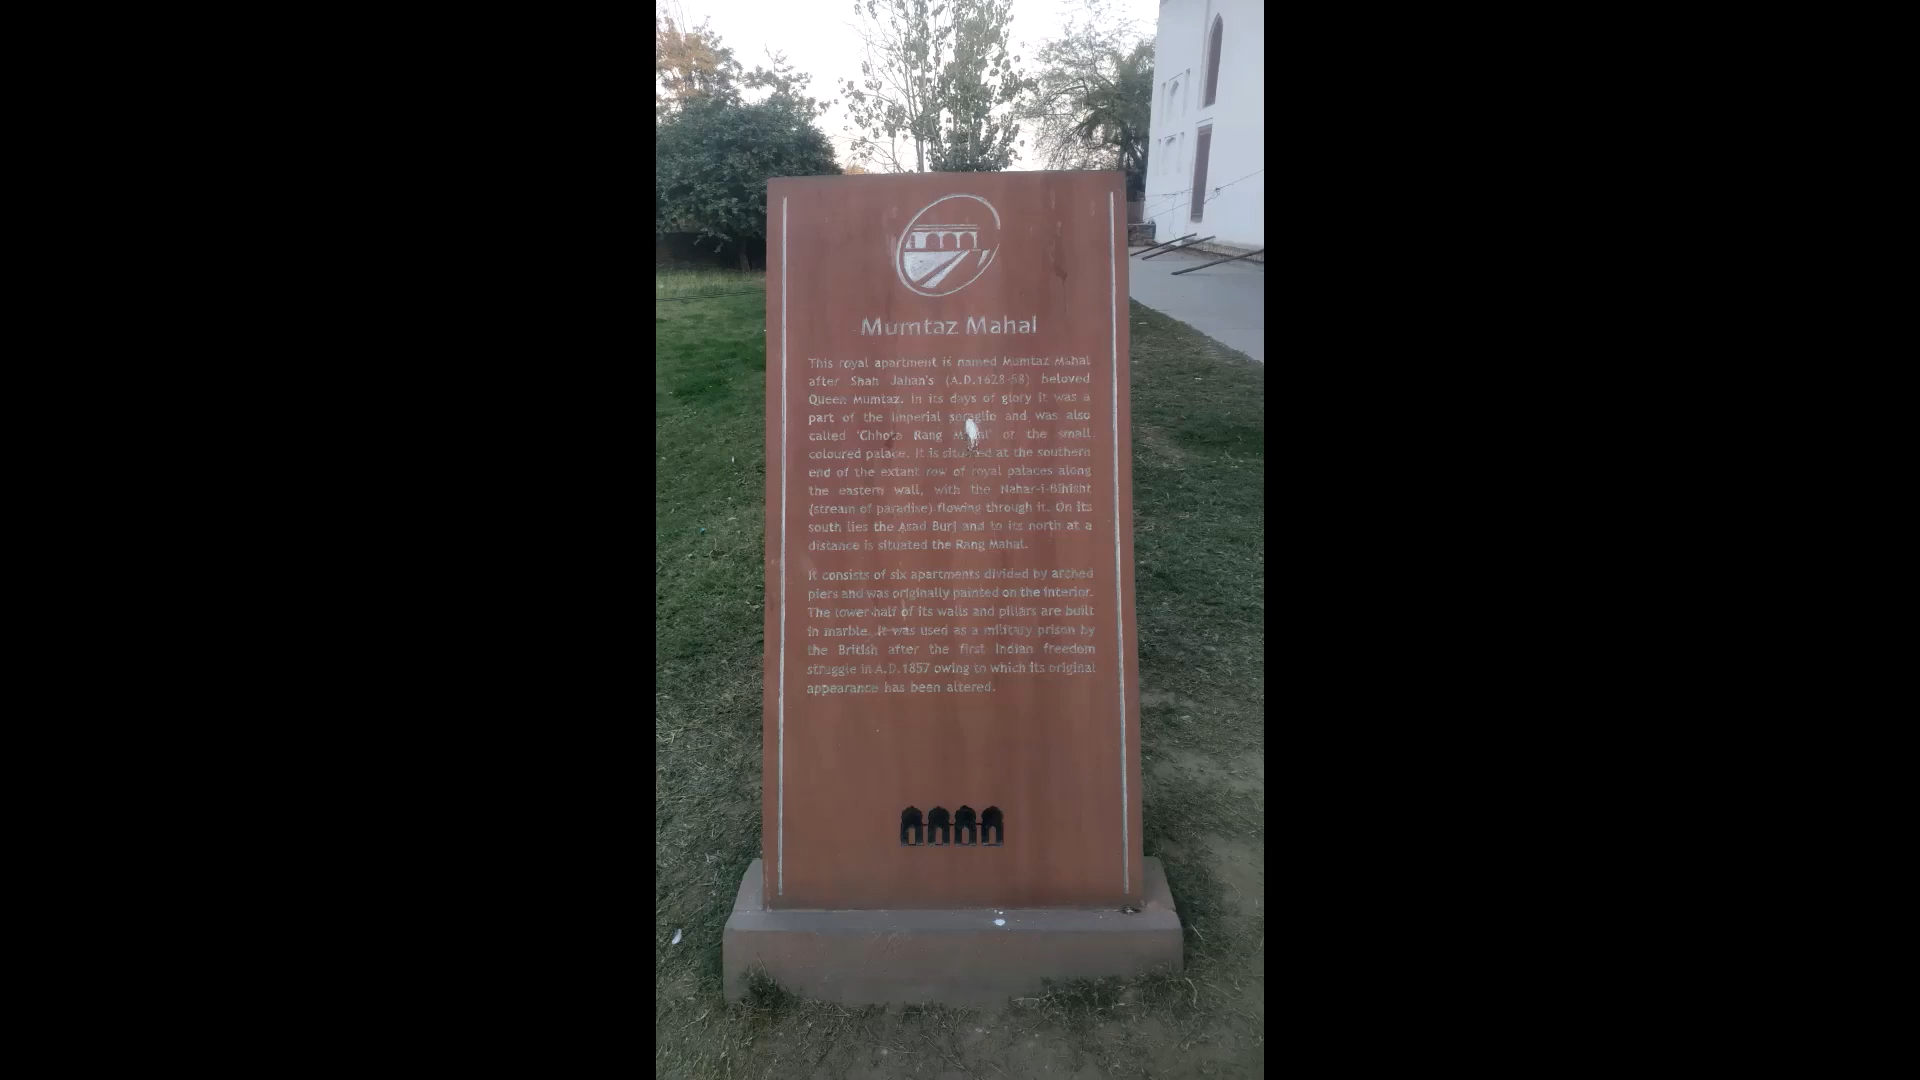 Mumtaz Mahal
This royal apartment is named Mumtaz Mahal
after Shah Jahan's (A.D.1628-58) beloved
Queen Mumtaz. In its days of glory it was a
part of the imperial seraglio and was also
called 'Chhota Rang Mahal' or the small
coloured palace. It is situated at the southern
end of the extant row of royal palaces along
the eastern wall, with the Nahar-i-Bihisht
(stream of paradise) flowing through it. On its
south lies the Asad Burj and to its north at a
distance is situated the Rang Mahal.
It consists of six apartments divided by arched
piers and was originally painted on the interior.
The lower half of its walls and pillars are built
in marble. It was used as a military prison by
the British after the first Indian freedom
struggle in A.D.1857 owing to which its original
appearance has been altered.